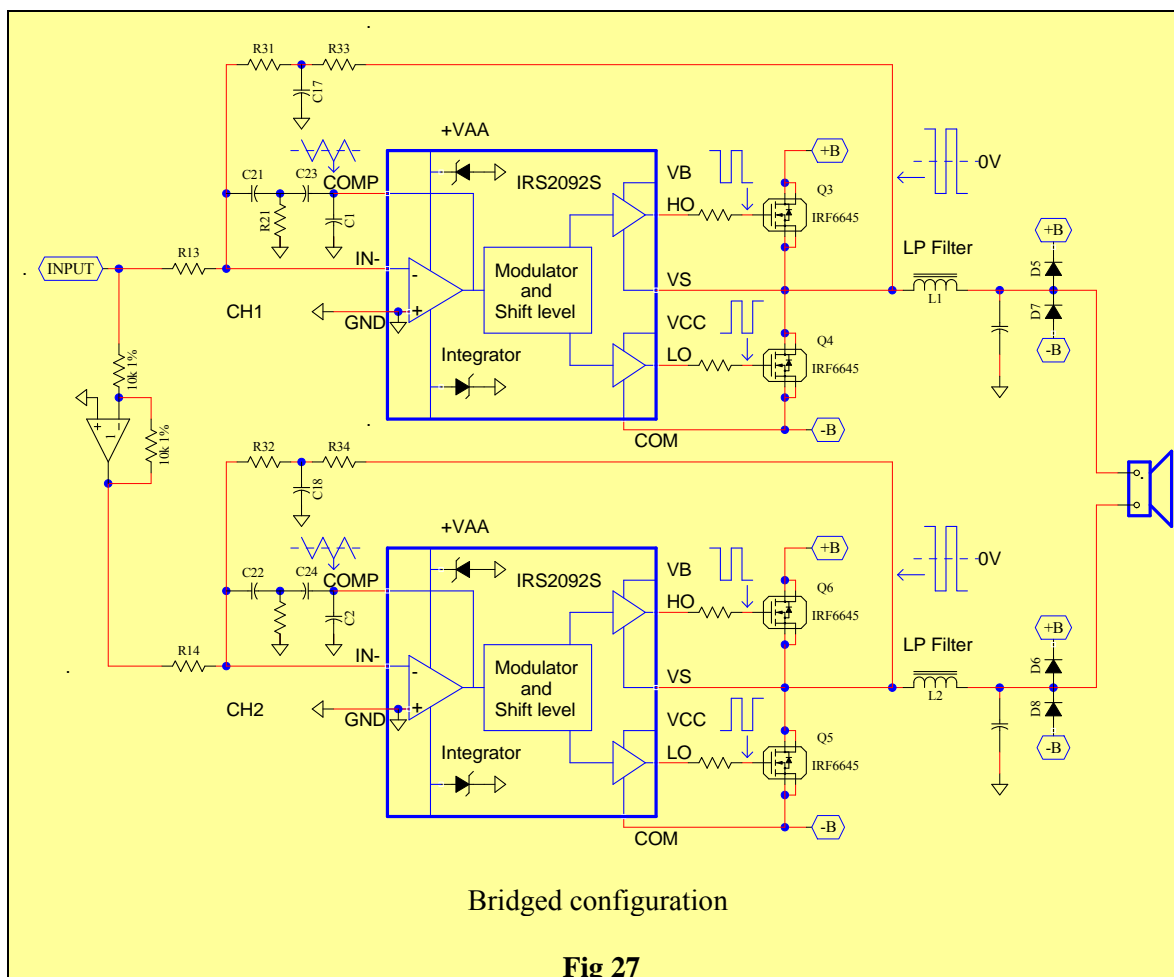 R31
R33
C17
+VAA
+B
-0V
COMP
IRS2092S
VB
HO
Q3
IRF6645
C21
C23
R21
C1
LP Filter
+B
D5
INPUT
R13
IN-
-
+
Modulator
and
Shift level
VS
L1
D7
-B
CH1
GND
VCC
LO
Q4
IRF6645
10k 1%
Integrator
+
-
1
10k 1%
COM
-B
R32
R34
C18
+VAA
+B
-0V
COMP
IRS2092S
VB
HO
Q6
IRF6645
C22
C24
C2
LP Filter
+B
D6
R14
IN-
-
+
Modulator
and
Shift level
VS
L2
D8
-B
CH2
GND
VCC
LO
Q5
IRF6645
Integrator
COM
-B
Bridged configuration
Fig 27